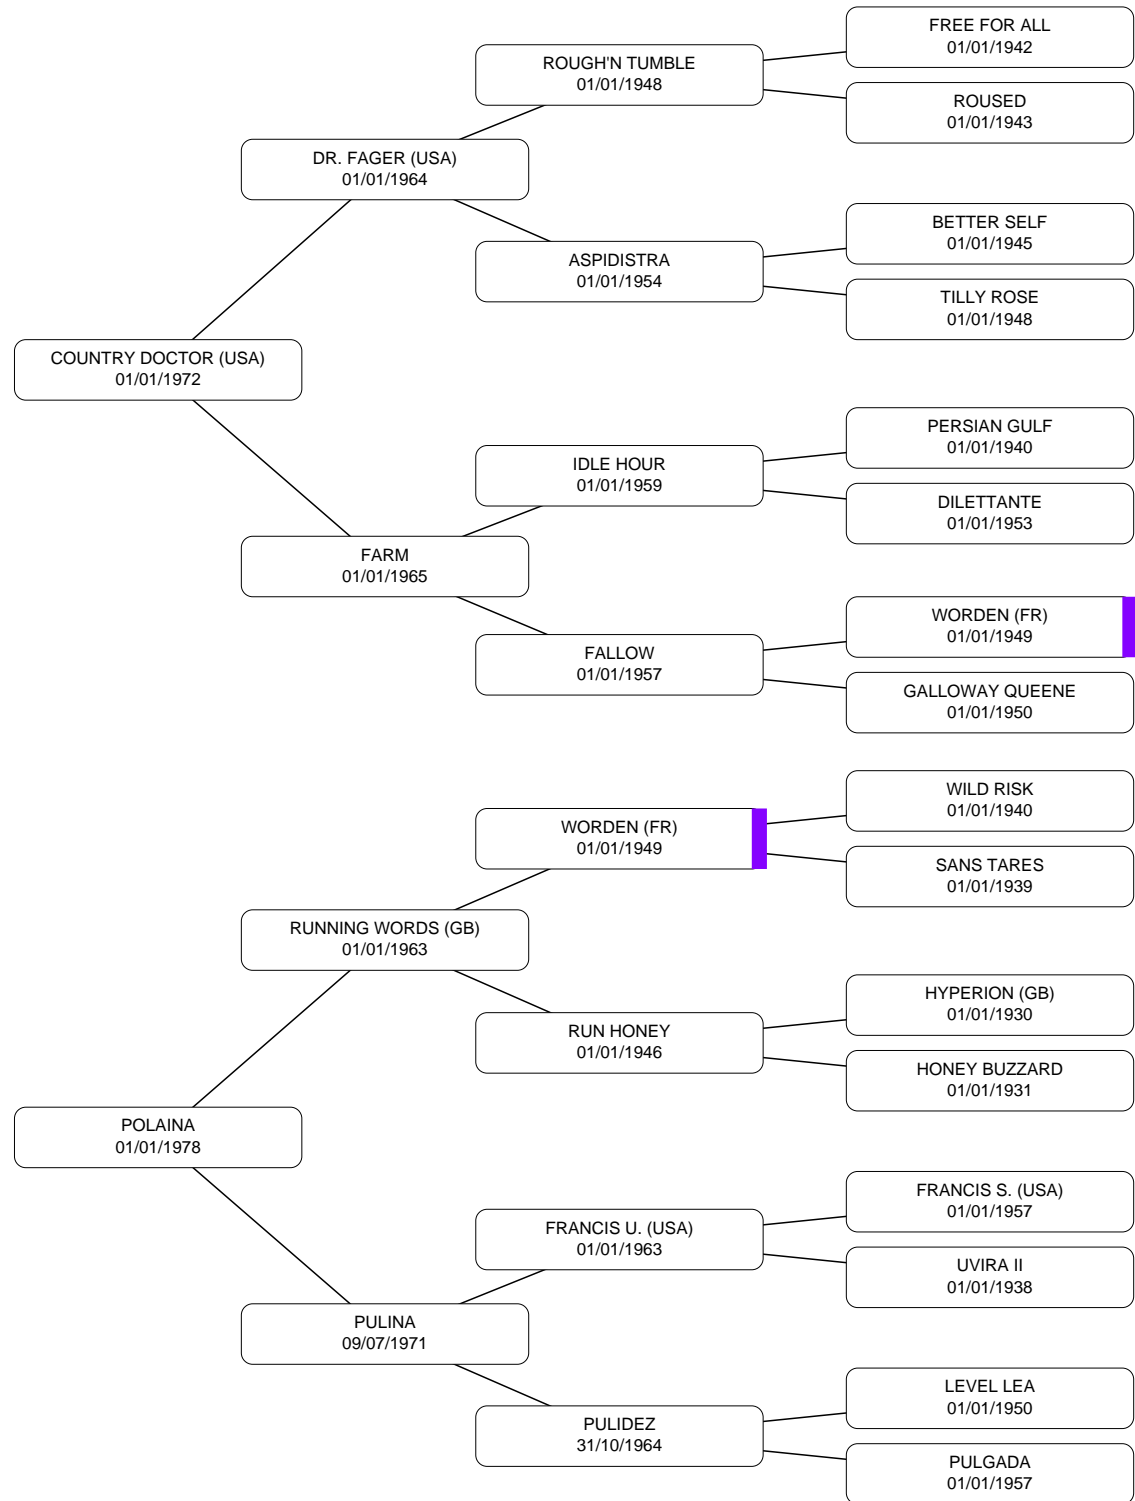 FREE FOR ALL
01/01/1942
ROUGH'N TUMBLE
01/01/1948
ROUSED
01/01/1943
DR. FAGER (USA)
01/01/1964
BETTER SELF
01/01/1945
ASPIDISTRA
01/01/1954
TILLY ROSE
01/01/1948
COUNTRY DOCTOR (USA)
01/01/1972
PERSIAN GULF
01/01/1940
IDLE HOUR
01/01/1959
DILETTANTE
01/01/1953
FARM
01/01/1965
WORDEN (FR)
01/01/1949
FALLOW
01/01/1957
GALLOWAY QUEENE
01/01/1950
WILD RISK
01/01/1940
WORDEN (FR)
01/01/1949
SANS TARES
01/01/1939
RUNNING WORDS (GB)
01/01/1963
HYPERION (GB)
01/01/1930
RUN HONEY
01/01/1946
HONEY BUZZARD
01/01/1931
POLAINA
01/01/1978
FRANCIS S. (USA)
01/01/1957
FRANCIS U. (USA)
01/01/1963
UVIRA II
01/01/1938
PULINA
09/07/1971
LEVEL LEA
01/01/1950
PULIDEZ
31/10/1964
PULGADA
01/01/1957